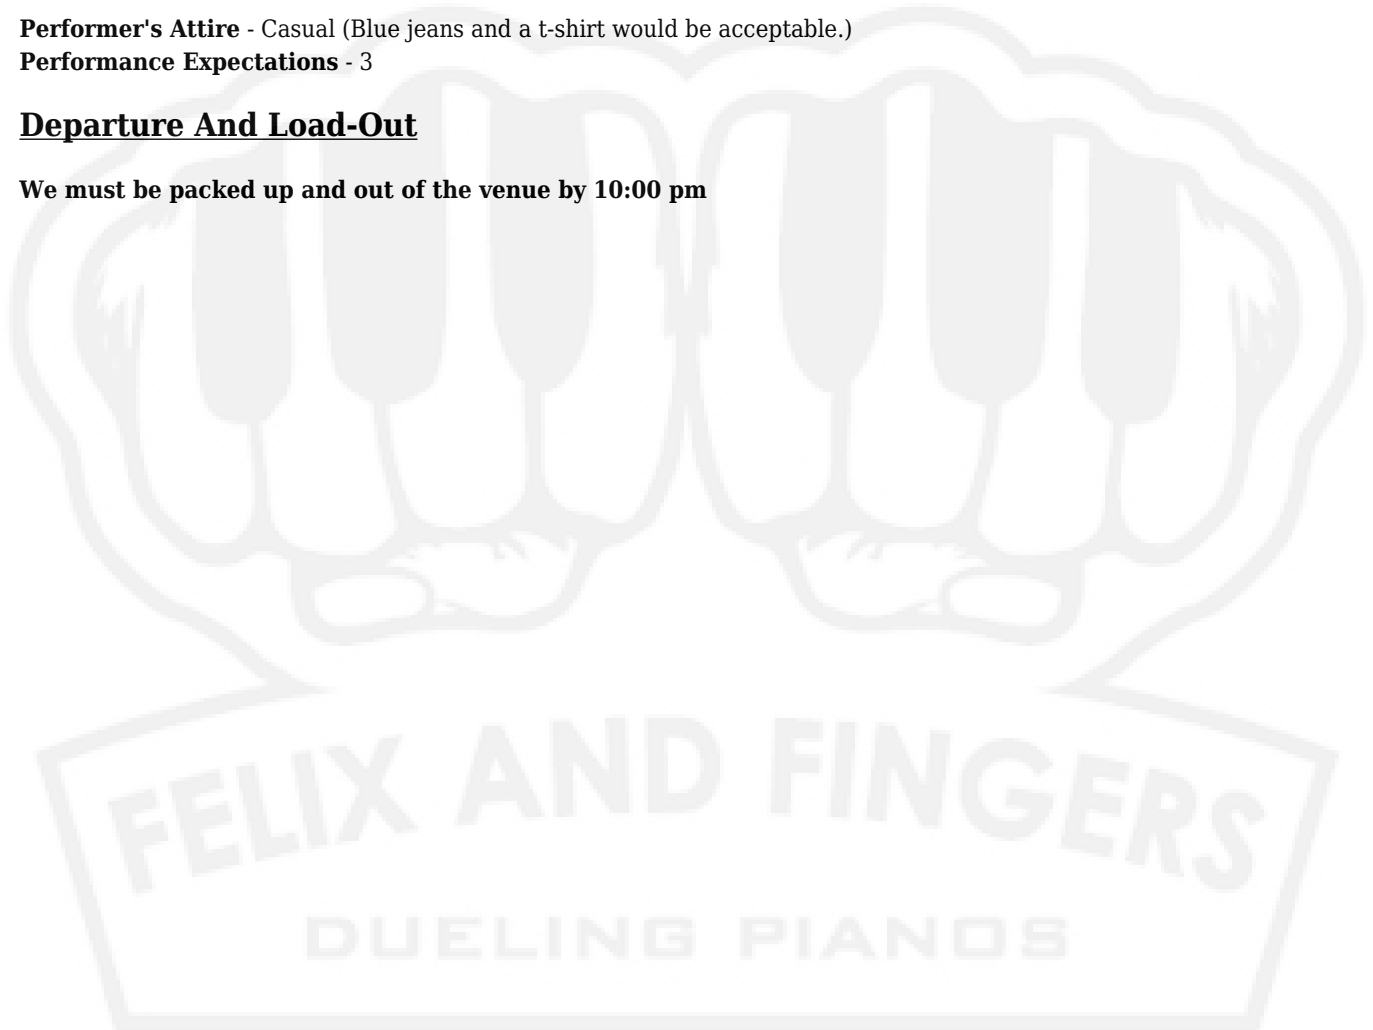 Performer's Attire - Casual (Blue jeans and a t-shirt would be acceptable.)
Performance Expectations - 3
Departure And Load-Out
We must be packed up and out of the venue by 10:00 pm
FELIX AND FINGERS
DUELING PIANOS